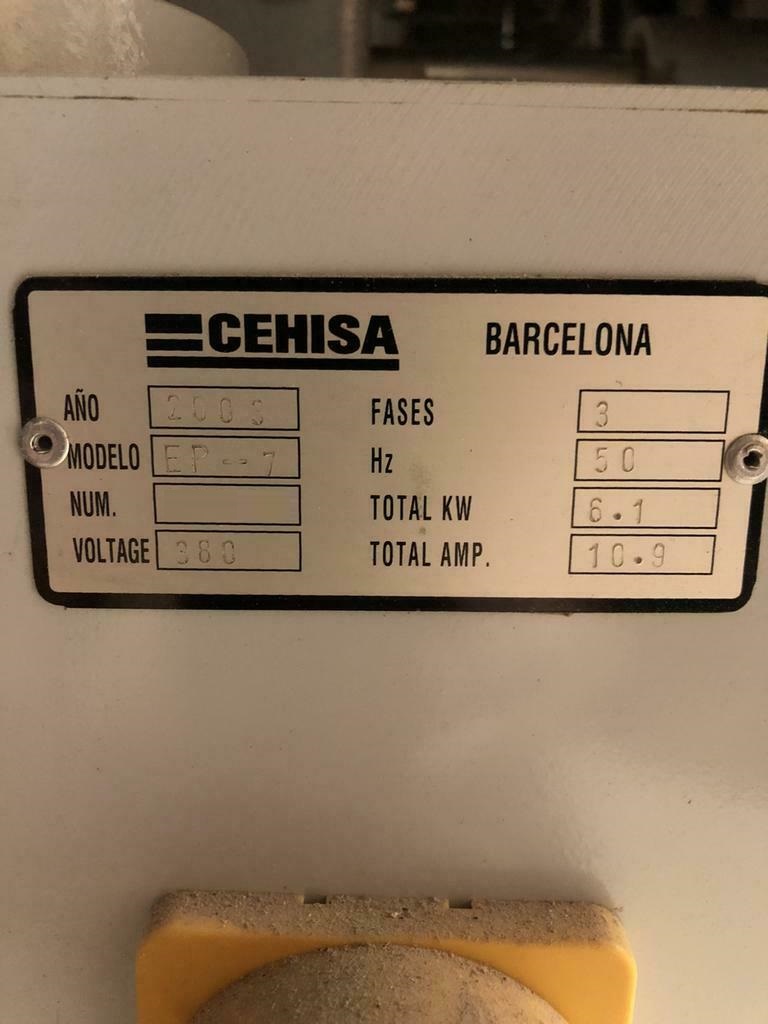 CEHISA BARCELONA
AÑO 2003 FASES 3
MODELO EP--7 Hz 50
NUM. TOTAL KW 6.1
VOLTAGE 380 TOTAL AMP. 10.9